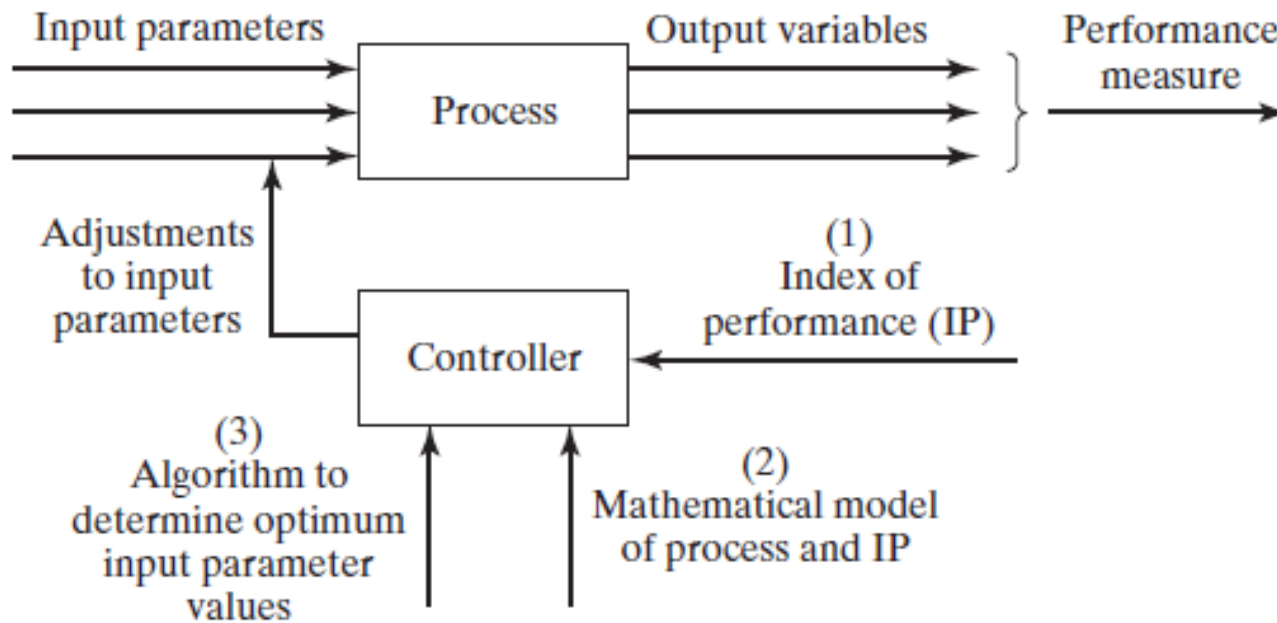 Input parameters
Output variables
Performance
measure
Process
Adjustments
to input
parameters
(1)
Index of
performance (IP)
Controller
(3)
Algorithm to
determine optimum
input parameter
values
(2)
Mathematical model
of process and IP